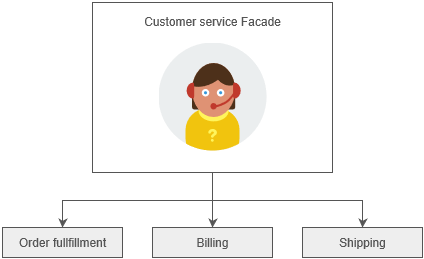 Customer service Facade
?
Order fullfillment
Billing
Shipping